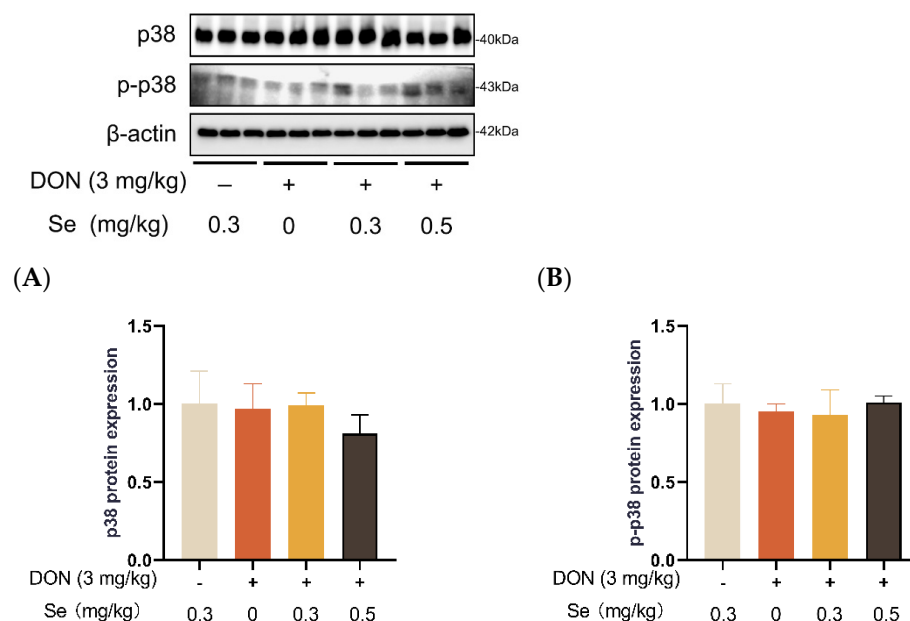 p38
-40kDa
p-p38
-43kDa
β-actin
-42kDa
DON (3 mg/kg) – + + +
Se (mg/kg) 0.3 0 0.3 0.5
(A) (B)
p38 protein expression
1.5
1.0
0.5
0.0
DON (3 mg/kg) - + + +
Se (mg/kg) 0.3 0 0.3 0.5
p-p38 protein expression
1.5
1.0
0.5
0.0
DON (3 mg/kg) - + + +
Se (mg/kg) 0.3 0 0.3 0.5